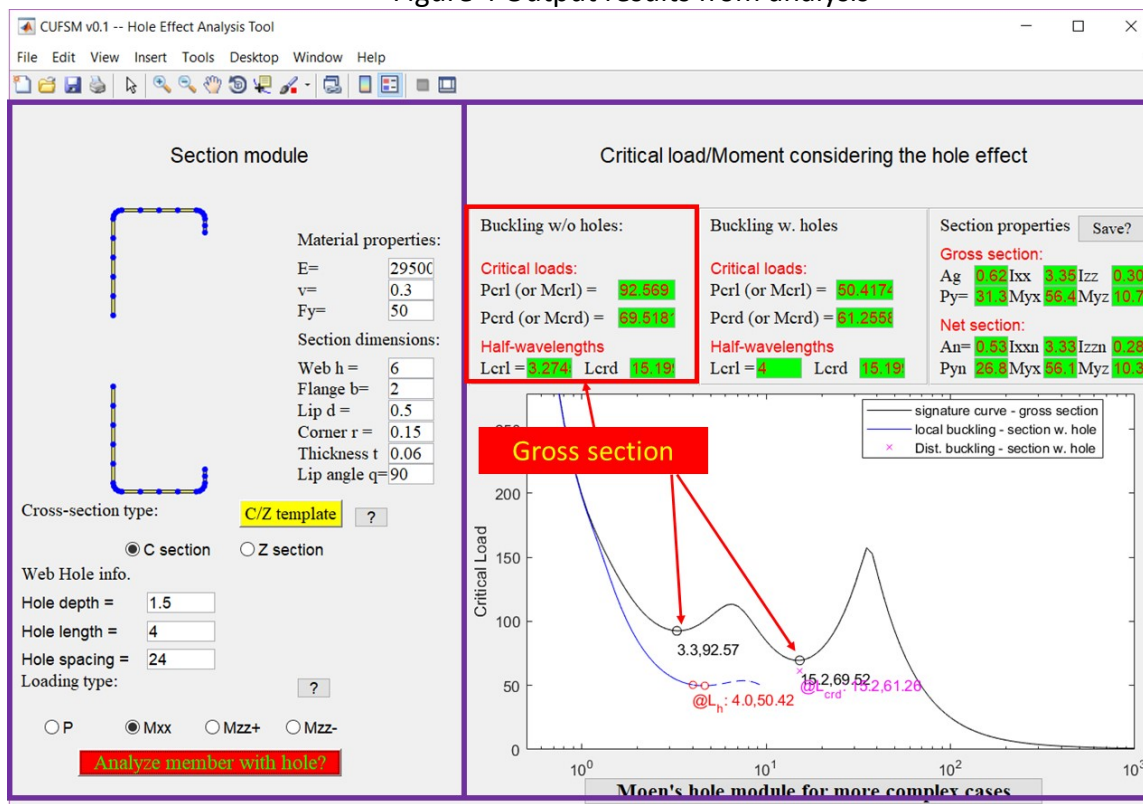 CUFSM v0.1 -- Hole Effect Analysis Tool
File Edit View Insert Tools Desktop Window Help
Section module
Material properties:
E= 29500
v= 0.3
Fy= 50
Section dimensions:
Web h = 6
Flange b= 2
Lip d = 0.5
Corner r = 0.15
Thickness t 0.06
Lip angle q= 90
Cross-section type: C/Z template ?
C section Z section
Web Hole info.
Hole depth = 1.5
Hole length = 4
Hole spacing = 24
Loading type: ?
P Mxx Mzz+ Mzz-
Analyze member with hole?
Critical load/Moment considering the hole effect
Buckling w/o holes:
Critical loads:
Pcrl (or Mcrl) = 92.569
Pcrd (or Mcrd) = 69.5181
Half-wavelengths
Lcrl = 3.274 Lcrd 15.19
Buckling w. holes
Critical loads:
Pcrl (or Mcrl) = 50.4174
Pcrd (or Mcrd) = 61.2558
Half-wavelengths
Lcrl = 4 Lcrd 15.19
Section properties Save?
Gross section:
Ag 0.62 Ixx 3.35 Izz 0.30
Py= 31.3 Myx 56.4 Myz 10.7
Net section:
An= 0.53 Ixxn 3.33 Izzn 0.28
Pyn 26.8 Myx 56.1 Myz 10.3
signature curve - gross section
local buckling - section w. hole
Dist. buckling - section w. hole
Gross section
Critical Load
200
150
100
50
0
3.3,92.57
15.2,69.52
@Lcrd: 15.2,61.26
@Lh: 4.0,50.42
10^0 10^1 10^2 10^3
Moen's hole module for more complex cases